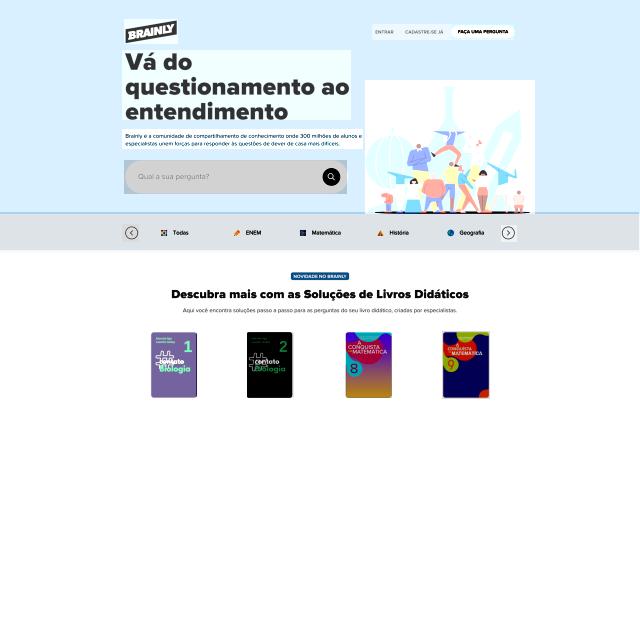 BRAINLY
ENTRAR CADASTRE-SE JÁ FAÇA UMA PERGUNTA
Vá do
questionamento ao
entendimento
Brainly é a comunidade de compartilhamento de conhecimento onde 300 milhões de alunos e
especialistas unem forças para responder às questões de dever de casa mais difíceis.
Qual a sua pergunta?
Todas ENEM Matemática História Geografia
NOVIDADE NO BRAINLY
Descubra mais com as Soluções de Livros Didáticos
Aqui você encontra soluções passo a passo para as perguntas do seu livro didático, criadas por especialistas.
1
#contato
Biologia
2
#contato
Biologia
A
CONQUISTA
DA MATEMÁTICA
8
A
CONQUISTA
DA MATEMÁTICA
9